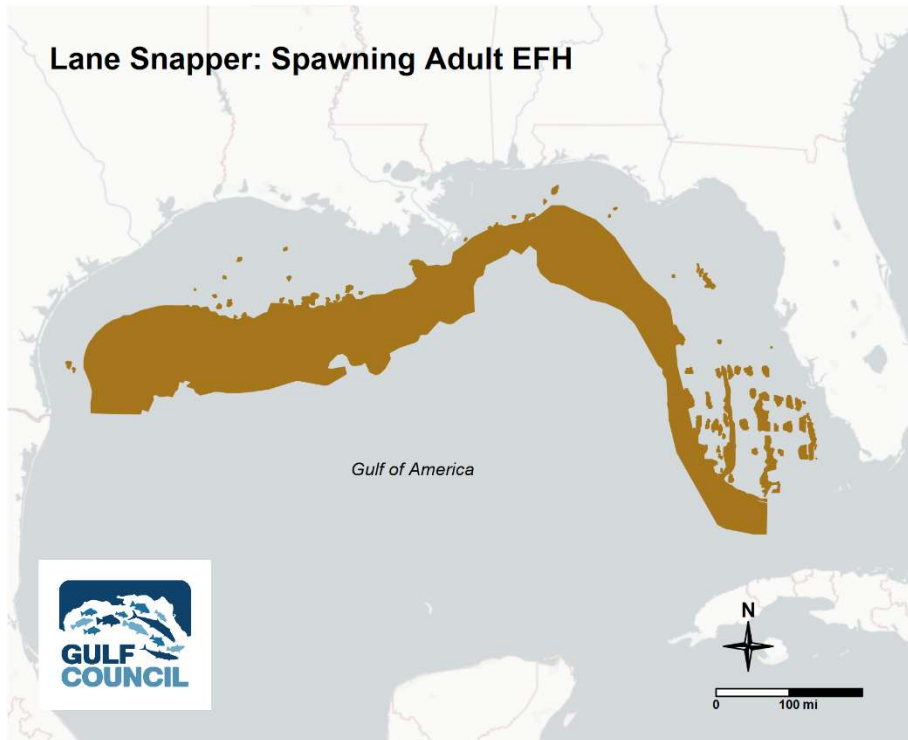 Lane Snapper: Spawning Adult EFH
Gulf of America
GULF
COUNCIL
N
0 100 mi